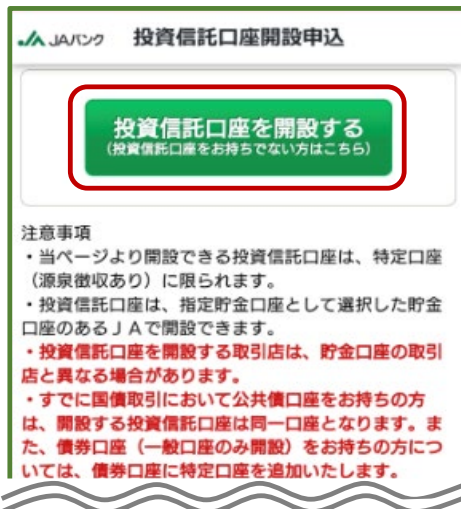 JAバンク 投資信託口座開設申込
投資信託口座を開設する
(投資信託口座をお持ちでない方はこちら)
注意事項
・当ページより開設できる投資信託口座は、特定口座
（源泉徴収あり）に限られます。
・投資信託口座は、指定貯金口座として選択した貯金
口座のあるＪＡで開設できます。
・投資信託口座を開設する取引店は、貯金口座の取引
店と異なる場合があります。
・すでに国債取引において公共債口座をお持ちの方
は、開設する投資信託口座は同一口座となります。ま
た、債券口座（一般口座のみ開設）をお持ちの方につ
いては、債券口座に特定口座を追加いたします。